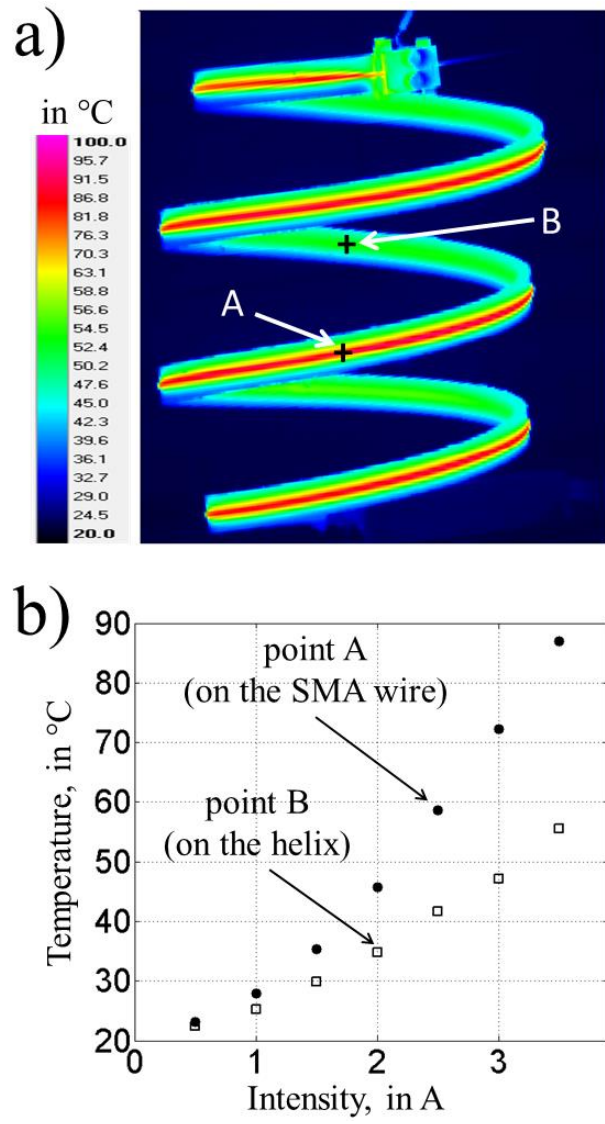 a)
in °C
100.0
95.7
91.5
86.8
81.8
76.3
70.3
63.1
58.8
56.6
54.5
52.4
50.2
47.6
45.0
42.3
39.6
36.1
32.7
29.0
24.5
20.0
B
A
b)
90
80
70
60
50
40
30
20
Temperature, in °C
point A
(on the SMA wire)
point B
(on the helix)
0 1 2 3
Intensity, in A